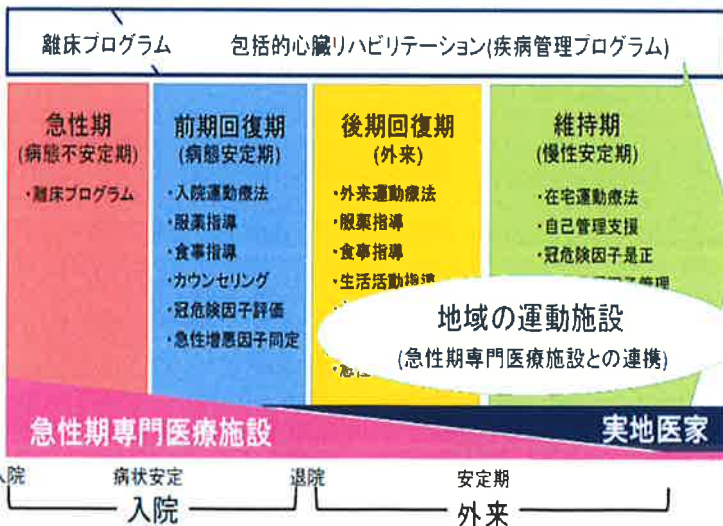 離床プログラム 包括的心臓リハビリテーション(疾病管理プログラム)
急性期
(病態不安定期)
・離床プログラム
前期回復期
(病態安定期)
・入院運動療法
・服薬指導
・食事指導
・カウンセリング
・冠危険因子評価
・急性増悪因子同定
後期回復期
(外来)
・外来運動療法
・服薬指導
・食事指導
・生活活動指導
維持期
(慢性安定期)
・在宅運動療法
・自己管理支援
・冠危険因子是正
地域の運動施設
(急性期専門医療施設との連携)
急性期専門医療施設
実地医家
入院 病状安定 退院 安定期
入院 外来